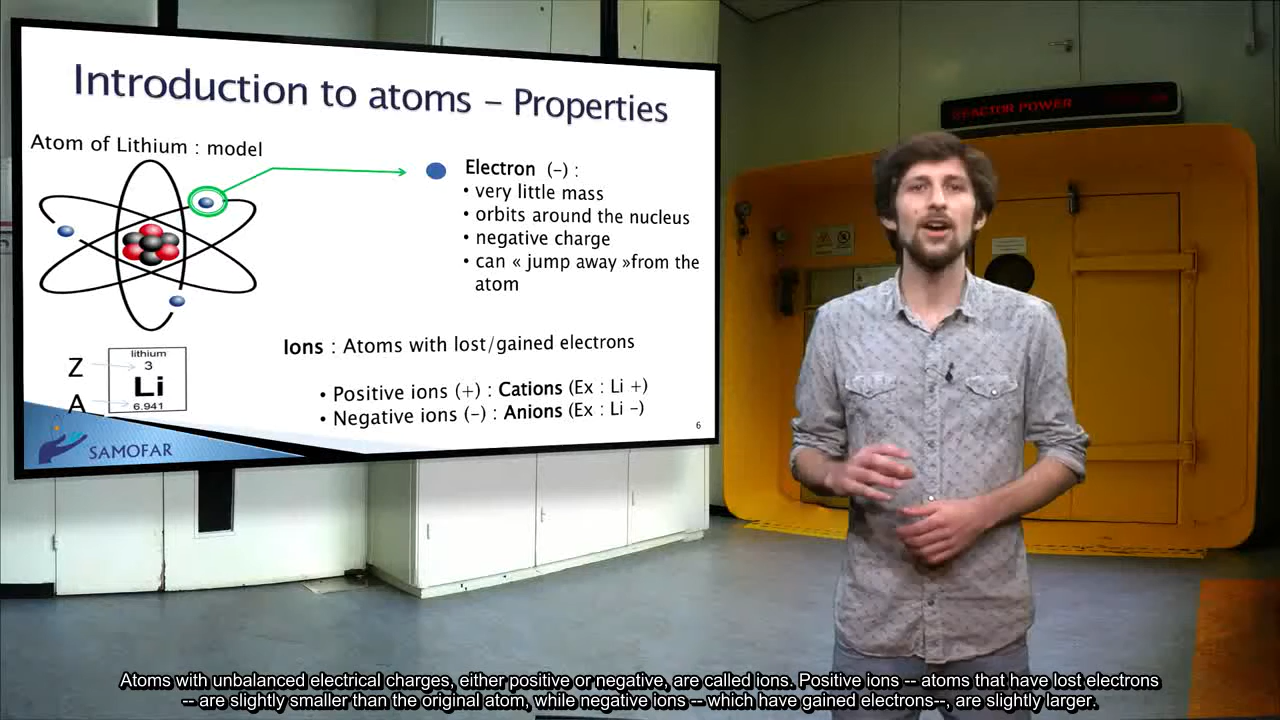 Introduction to atoms – Properties
Atom of Lithium : model
Electron (–) :
• very little mass
• orbits around the nucleus
• negative charge
• can « jump away »from the
atom
Ions : Atoms with lost/gained electrons
• Positive ions (+) : Cations (Ex : Li +)
• Negative ions (–) : Anions (Ex : Li –)
Z
A
lithium
3
Li
6.941
SAMOFAR
6
REACTOR POWER
Atoms with unbalanced electrical charges, either positive or negative, are called ions. Positive ions -- atoms that have lost electrons
-- are slightly smaller than the original atom, while negative ions -- which have gained electrons--, are slightly larger.